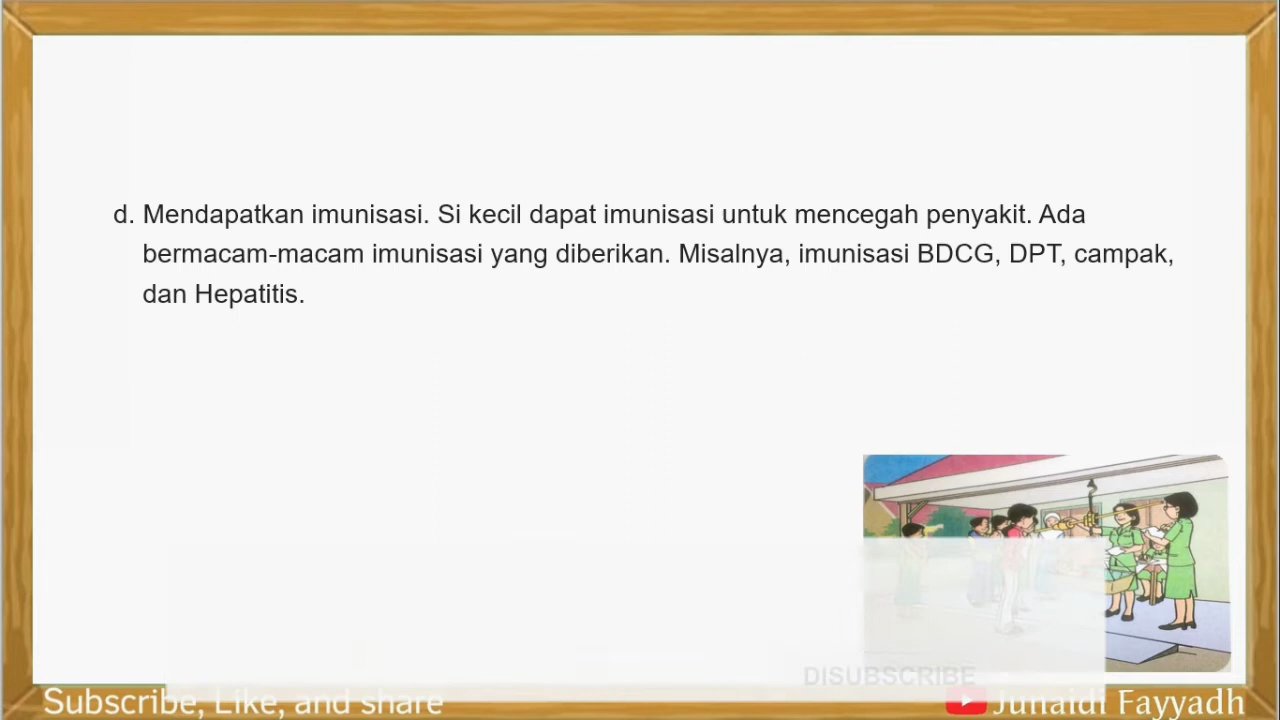 d. Mendapatkan imunisasi. Si kecil dapat imunisasi untuk mencegah penyakit. Ada
bermacam-macam imunisasi yang diberikan. Misalnya, imunisasi BDCG, DPT, campak,
dan Hepatitis.
DISUBSCRIBE
Subscribe, Like, and share
Junaidi Fayyadh